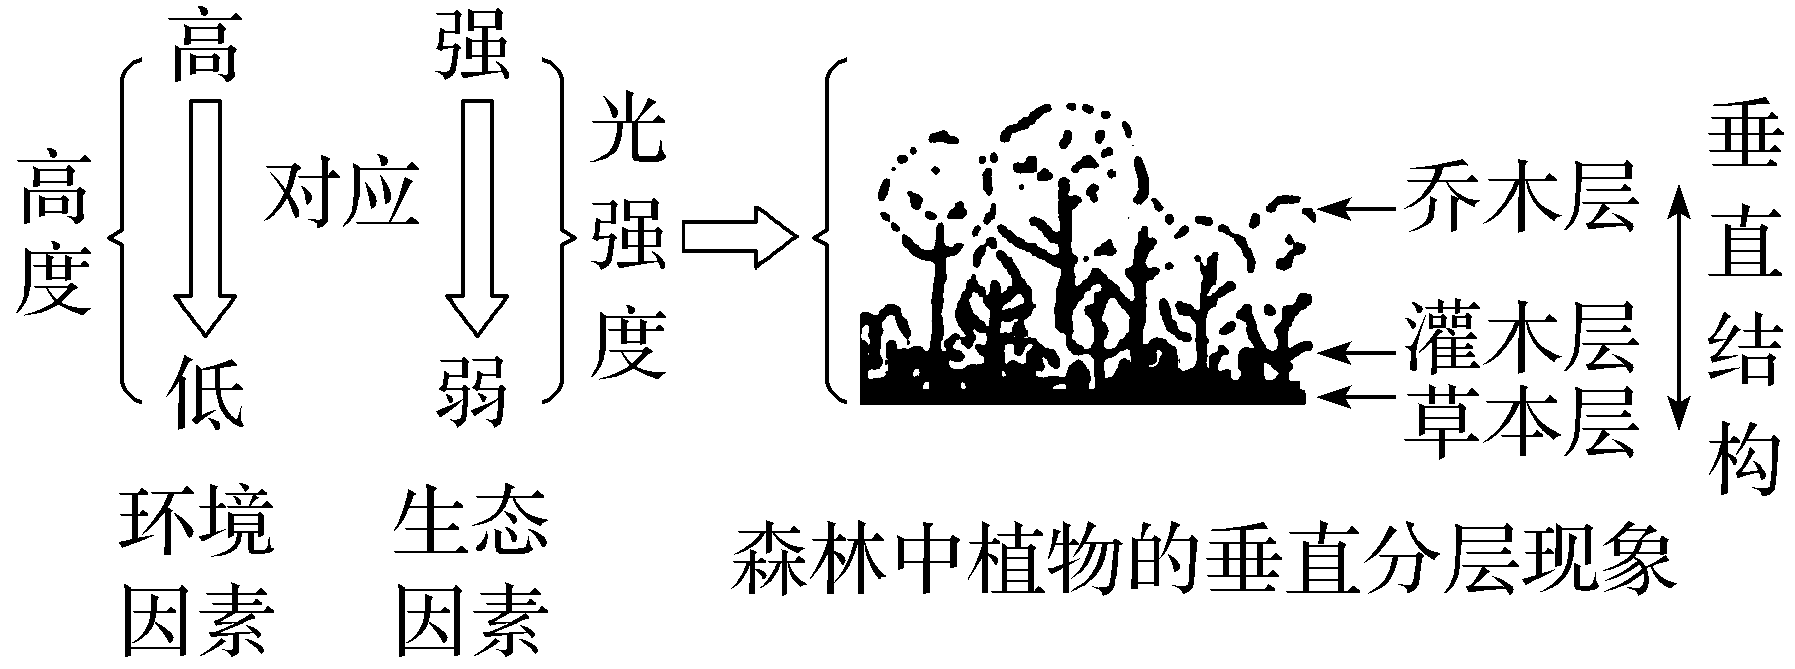 高度
高
低
环境
因素
对应
强
弱
生态
因素
光强度
乔木层
灌木层
草本层
垂直结构
森林中植物的垂直分层现象